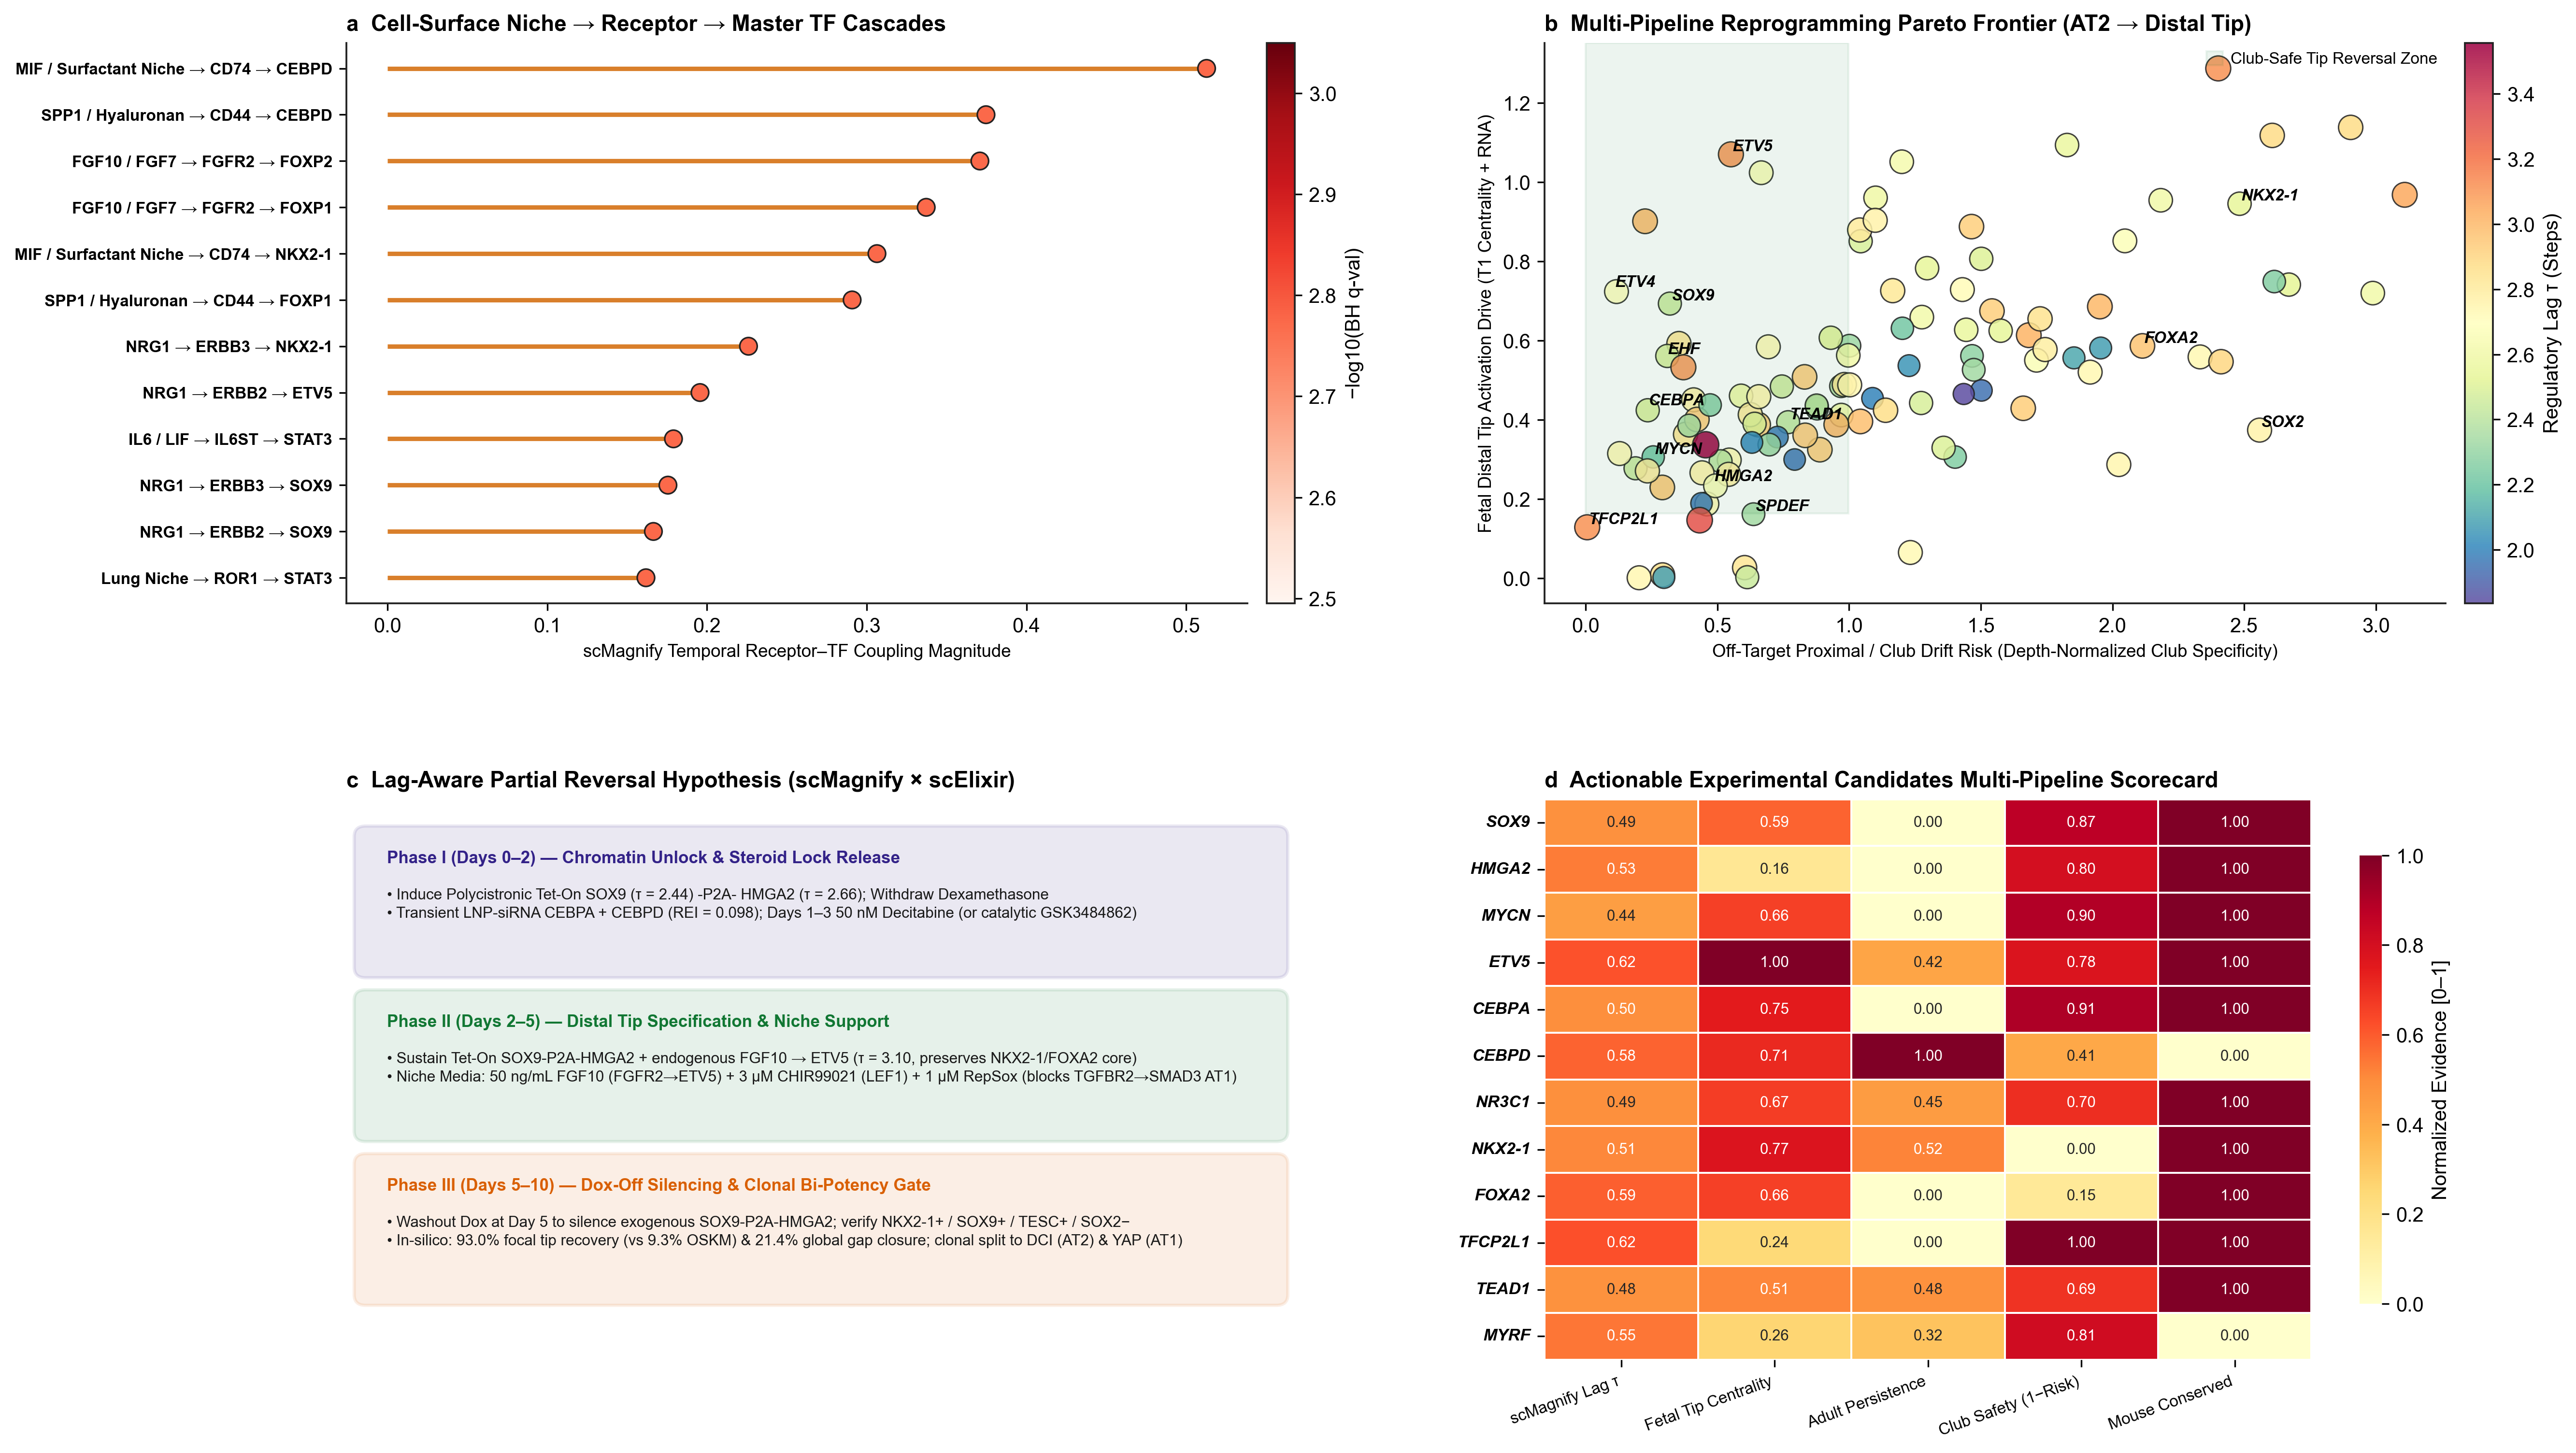 a Cell-Surface Niche → Receptor → Master TF Cascades
MIF / Surfactant Niche → CD74 → CEBPD
SPP1 / Hyaluronan → CD44 → CEBPD
FGF10 / FGF7 → FGFR2 → FOXP2
FGF10 / FGF7 → FGFR2 → FOXP1
MIF / Surfactant Niche → CD74 → NKX2-1
SPP1 / Hyaluronan → CD44 → FOXP1
NRG1 → ERBB3 → NKX2-1
NRG1 → ERBB2 → ETV5
IL6 / LIF → IL6ST → STAT3
NRG1 → ERBB3 → SOX9
NRG1 → ERBB2 → SOX9
Lung Niche → ROR1 → STAT3
0.0 0.1 0.2 0.3 0.4 0.5
scMagnify Temporal Receptor–TF Coupling Magnitude
3.0
2.9
2.8
2.7
2.6
2.5
−log10(BH q-val)
b Multi-Pipeline Reprogramming Pareto Frontier (AT2 → Distal Tip)
Club-Safe Tip Reversal Zone
Fetal Distal Tip Activation Drive (T1 Centrality + RNA)
1.2
1.0
0.8
0.6
0.4
0.2
0.0
ETV5
NKX2-1
ETV4
SOX9
EHF
FOXA2
CEBPA
TEAD1
SOX2
MYCN
HMGA2
SPDEF
TFCP2L1
0.0 0.5 1.0 1.5 2.0 2.5 3.0
Off-Target Proximal / Club Drift Risk (Depth-Normalized Club Specificity)
3.4
3.2
3.0
2.8
2.6
2.4
2.2
2.0
Regulatory Lag τ (Steps)
c Lag-Aware Partial Reversal Hypothesis (scMagnify × scElixir)
Phase I (Days 0–2) — Chromatin Unlock & Steroid Lock Release
• Induce Polycistronic Tet-On SOX9 (τ = 2.44) -P2A- HMGA2 (τ = 2.66); Withdraw Dexamethasone
• Transient LNP-siRNA CEBPA + CEBPD (REI = 0.098); Days 1–3 50 nM Decitabine (or catalytic GSK3484862)
Phase II (Days 2–5) — Distal Tip Specification & Niche Support
• Sustain Tet-On SOX9-P2A-HMGA2 + endogenous FGF10 → ETV5 (τ = 3.10, preserves NKX2-1/FOXA2 core)
• Niche Media: 50 ng/mL FGF10 (FGFR2→ETV5) + 3 μM CHIR99021 (LEF1) + 1 μM RepSox (blocks TGFBR2→SMAD3 AT1)
Phase III (Days 5–10) — Dox-Off Silencing & Clonal Bi-Potency Gate
• Washout Dox at Day 5 to silence exogenous SOX9-P2A-HMGA2; verify NKX2-1+ / SOX9+ / TESC+ / SOX2−
• In-silico: 93.0% focal tip recovery (vs 9.3% OSKM) & 21.4% global gap closure; clonal split to DCI (AT2) & YAP (AT1)
d Actionable Experimental Candidates Multi-Pipeline Scorecard
SOX9 0.49 0.59 0.00 0.87 1.00
HMGA2 0.53 0.16 0.00 0.80 1.00
MYCN 0.44 0.66 0.00 0.90 1.00
ETV5 0.62 1.00 0.42 0.78 1.00
CEBPA 0.50 0.75 0.00 0.91 1.00
CEBPD 0.58 0.71 1.00 0.41 0.00
NR3C1 0.49 0.67 0.45 0.70 1.00
NKX2-1 0.51 0.77 0.52 0.00 1.00
FOXA2 0.59 0.66 0.00 0.15 1.00
TFCP2L1 0.62 0.24 0.00 1.00 1.00
TEAD1 0.48 0.51 0.48 0.69 1.00
MYRF 0.55 0.26 0.32 0.81 0.00
scMagnify Lag τ
Fetal Tip Centrality
Adult Persistence
Club Safety (1−Risk)
Mouse Conserved
1.0
0.8
0.6
0.4
0.2
0.0
Normalized Evidence [0–1]